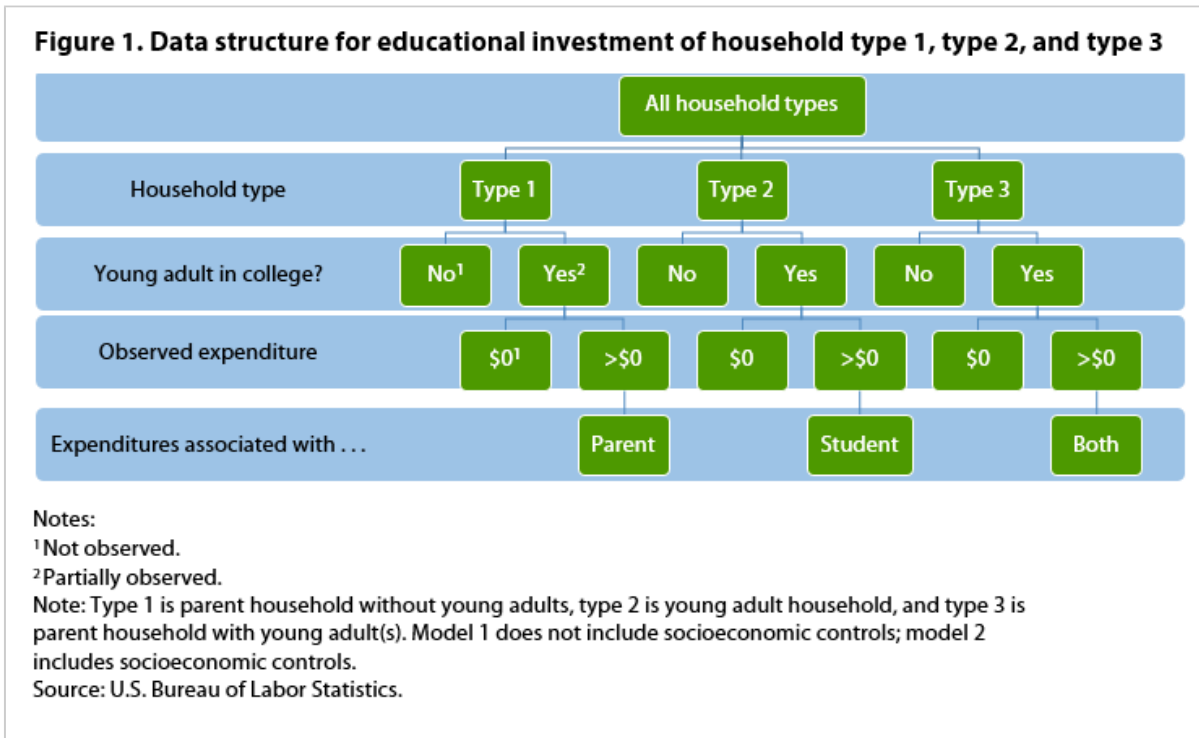 Figure 1. Data structure for educational investment of household type 1, type 2, and type 3
All household types
Household type Type 1 Type 2 Type 3
Young adult in college? No¹ Yes² No Yes No Yes
Observed expenditure $0¹ >$0 $0 >$0 $0 >$0
Expenditures associated with . . . Parent Student Both
Notes:
¹ Not observed.
² Partially observed.
Note: Type 1 is parent household without young adults, type 2 is young adult household, and type 3 is
parent household with young adult(s). Model 1 does not include socioeconomic controls; model 2
includes socioeconomic controls.
Source: U.S. Bureau of Labor Statistics.